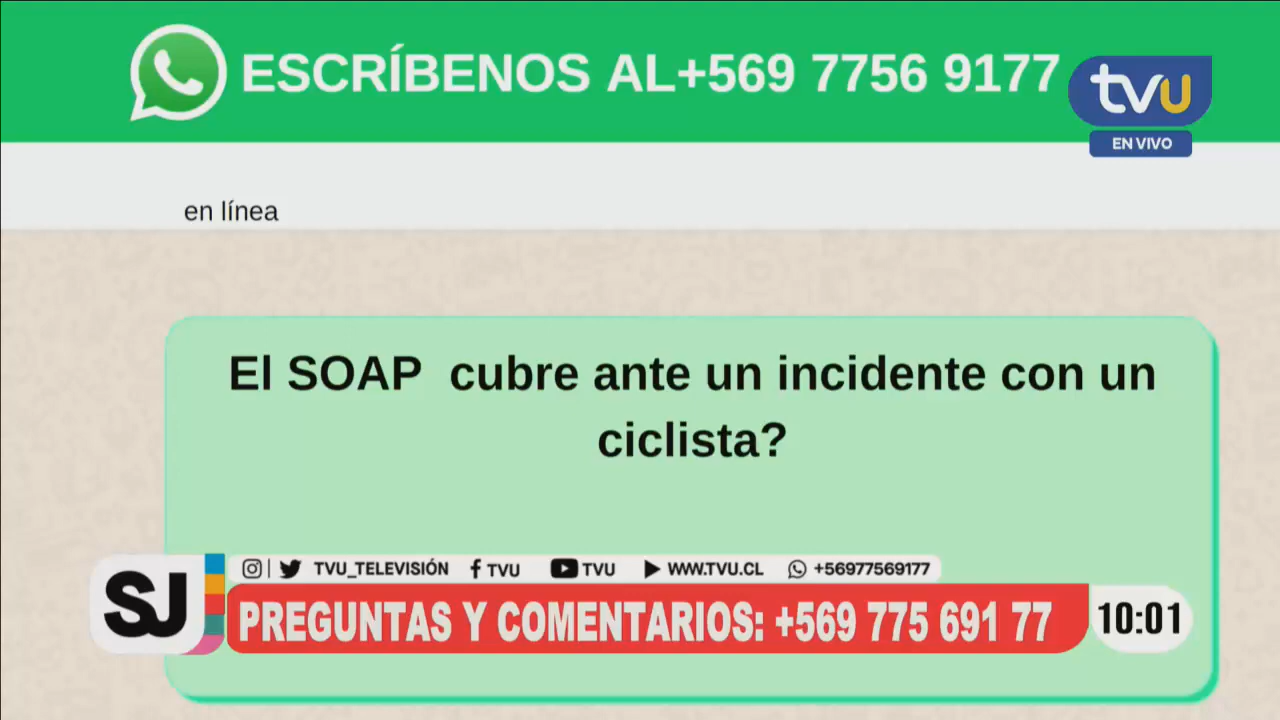 ESCRÍBENOS AL+569 7756 9177
tvu
EN VIVO
en línea
El SOAP cubre ante un incidente con un
ciclista?
TVU_TELEVISIÓN TVU TVU WWW.TVU.CL +56977569177
SJ
PREGUNTAS Y COMENTARIOS: +569 775 691 77
10:01